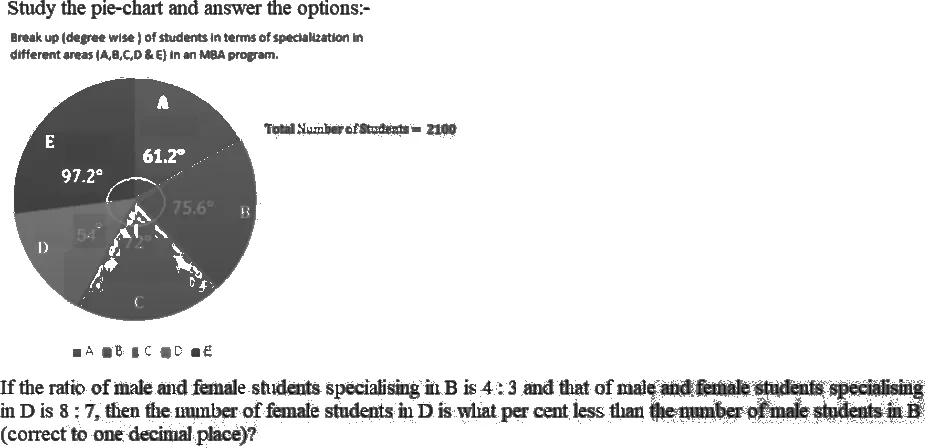 Study the pie-chart and answer the options:-
Break up (degree wise ) of students in terms of specialization in
different areas (A,B,C,D & E) in an MBA program.
A
Total Number of Students = 2100
E
61.2°
97.2°
75.6°
B
54°
72°
D
C
A B C D E
If the ratio of male and female students specialising in B is 4 : 3 and that of male and female students specialising
in D is 8 : 7, then the number of female students in D is what per cent less than the number of male students in B
(correct to one decimal place)?